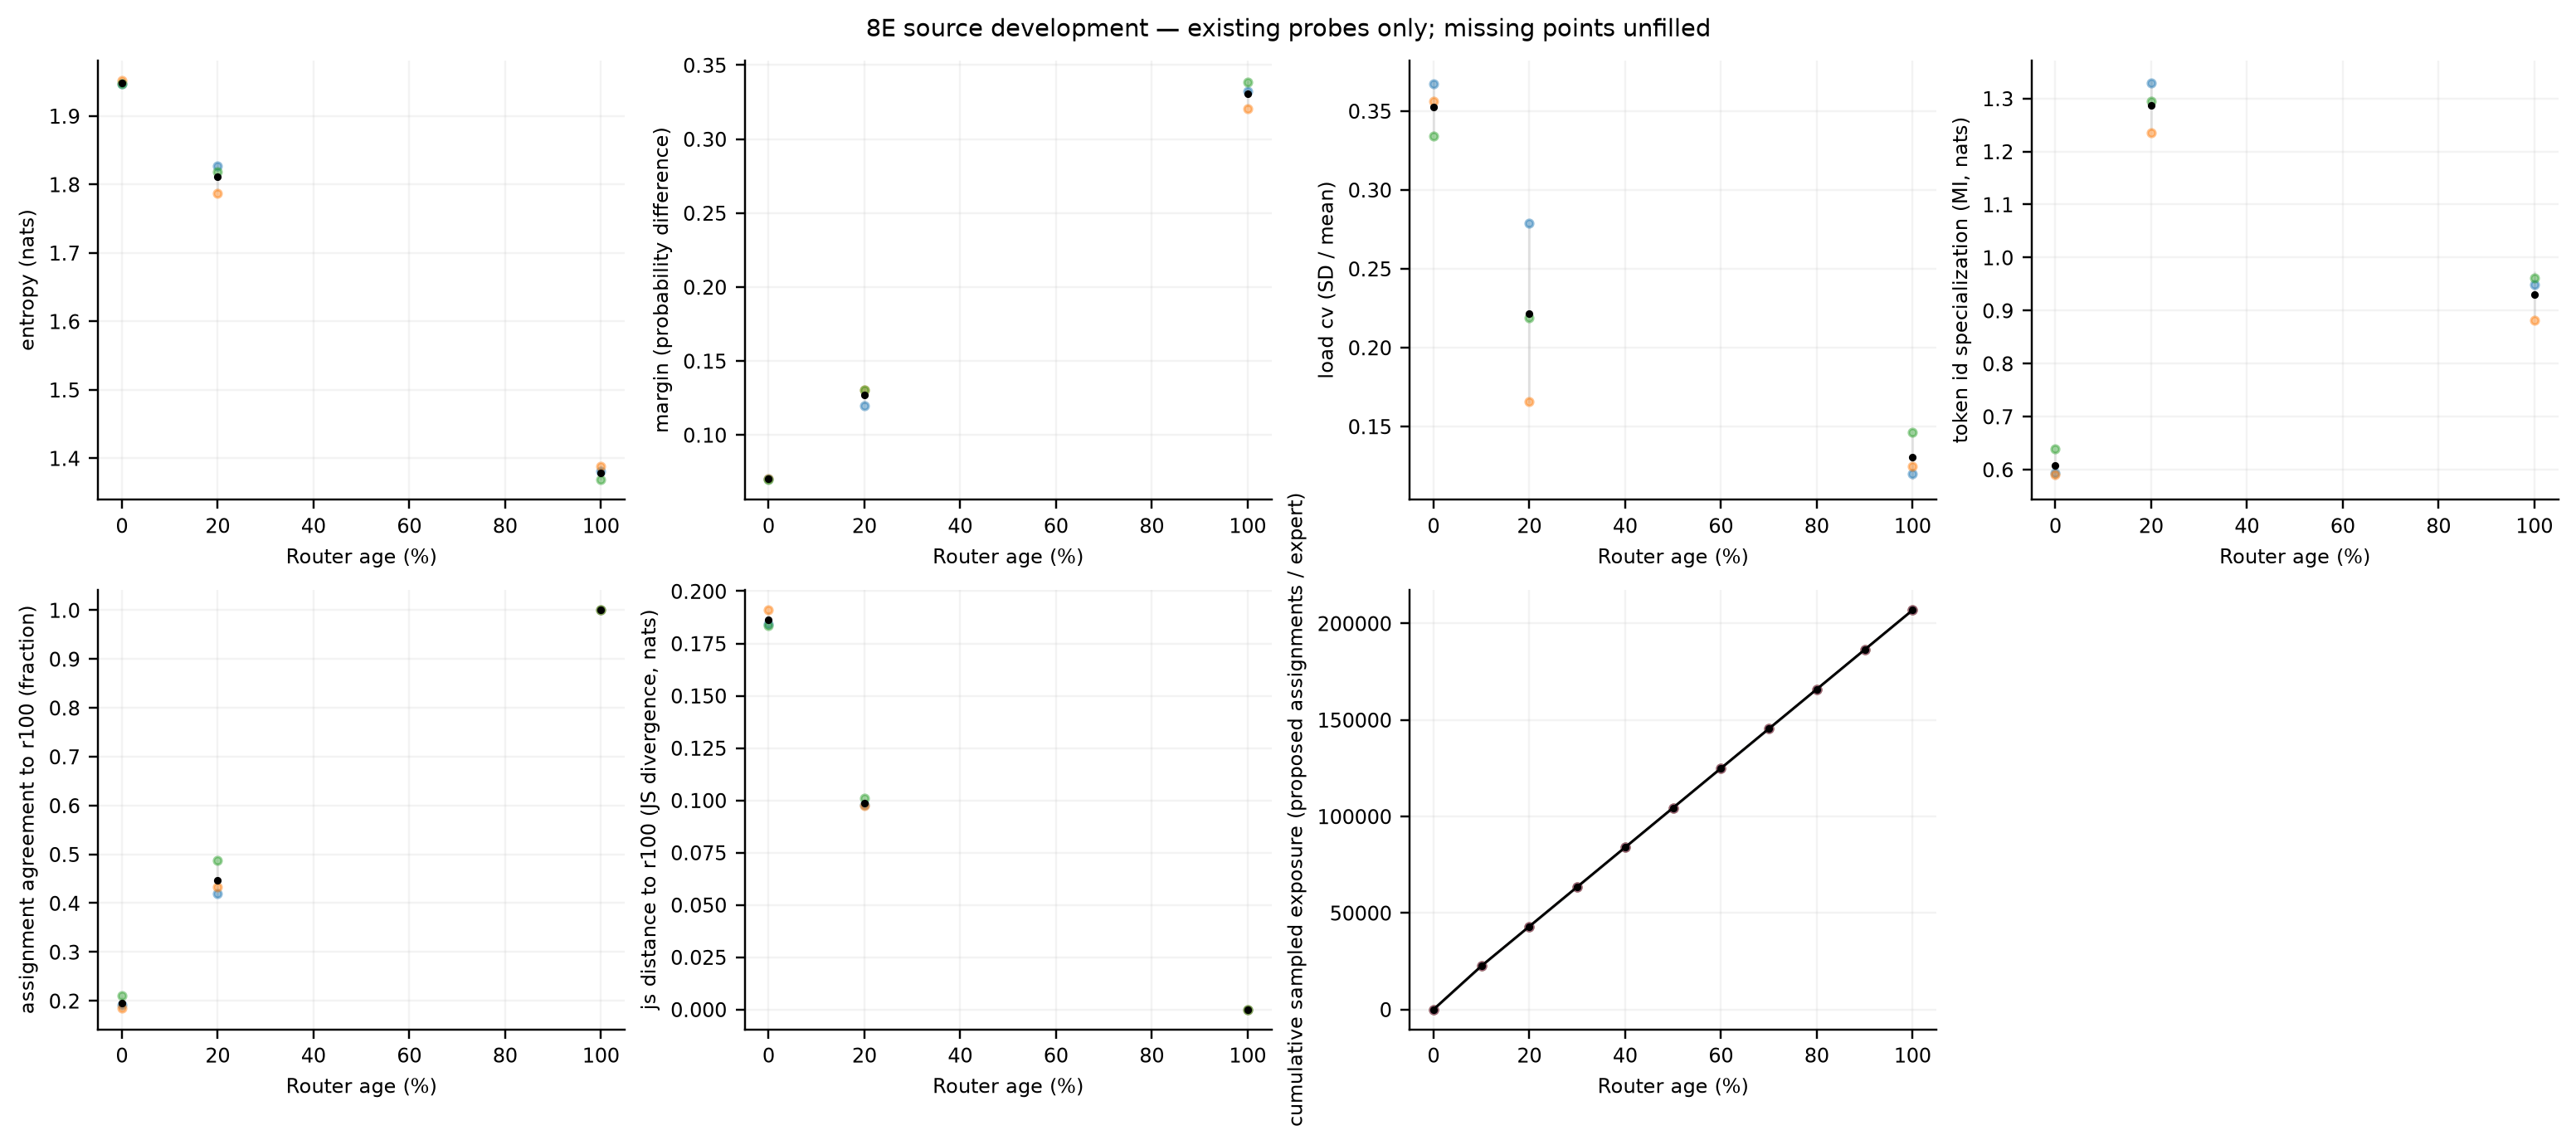 8E source development — existing probes only; missing points unfilled
entropy (nats)
1.9
1.8
1.7
1.6
1.5
1.4
0 20 40 60 80 100
Router age (%)
margin (probability difference)
0.35
0.30
0.25
0.20
0.15
0.10
0 20 40 60 80 100
Router age (%)
load cv (SD / mean)
0.35
0.30
0.25
0.20
0.15
0 20 40 60 80 100
Router age (%)
token id specialization (MI, nats)
1.3
1.2
1.1
1.0
0.9
0.8
0.7
0.6
0 20 40 60 80 100
Router age (%)
assignment agreement to r100 (fraction)
1.0
0.9
0.8
0.7
0.6
0.5
0.4
0.3
0.2
0 20 40 60 80 100
Router age (%)
js distance to r100 (JS divergence, nats)
0.200
0.175
0.150
0.125
0.100
0.075
0.050
0.025
0.000
0 20 40 60 80 100
Router age (%)
cumulative sampled exposure (proposed assignments / expert)
200000
150000
100000
50000
0
0 20 40 60 80 100
Router age (%)